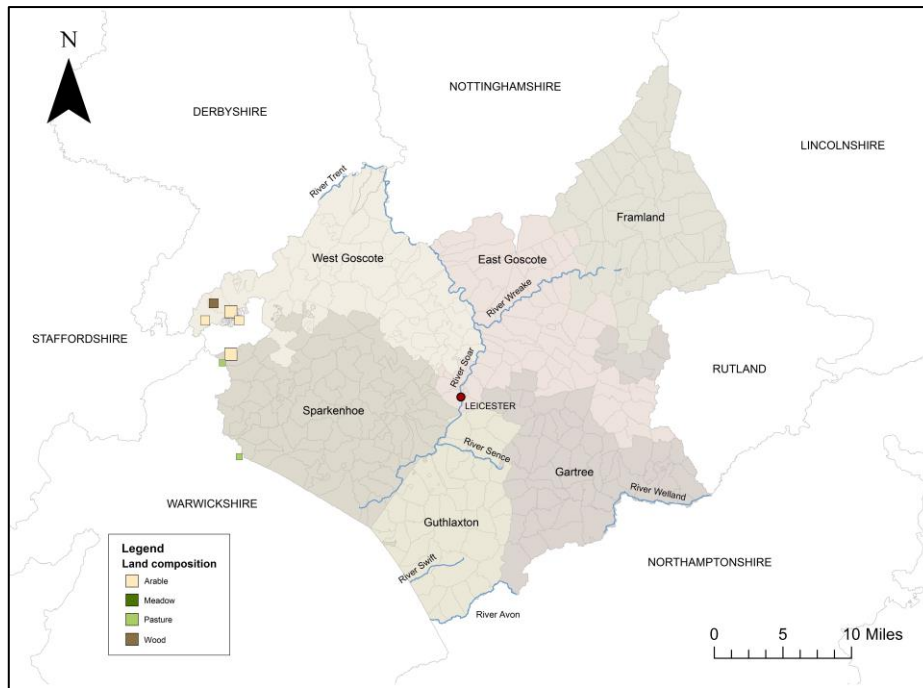 N
NOTTINGHAMSHIRE
DERBYSHIRE
LINCOLNSHIRE
River Trent
Framland
West Goscote
East Goscote
River Wreake
STAFFORDSHIRE
River Soar
RUTLAND
LEICESTER
Sparkenhoe
River Sence
Gartree
River Welland
WARWICKSHIRE
Guthlaxton
Legend
Land composition
Arable
Meadow
Pasture
Wood
River Swift
NORTHAMPTONSHIRE
River Avon
0 5 10 Miles